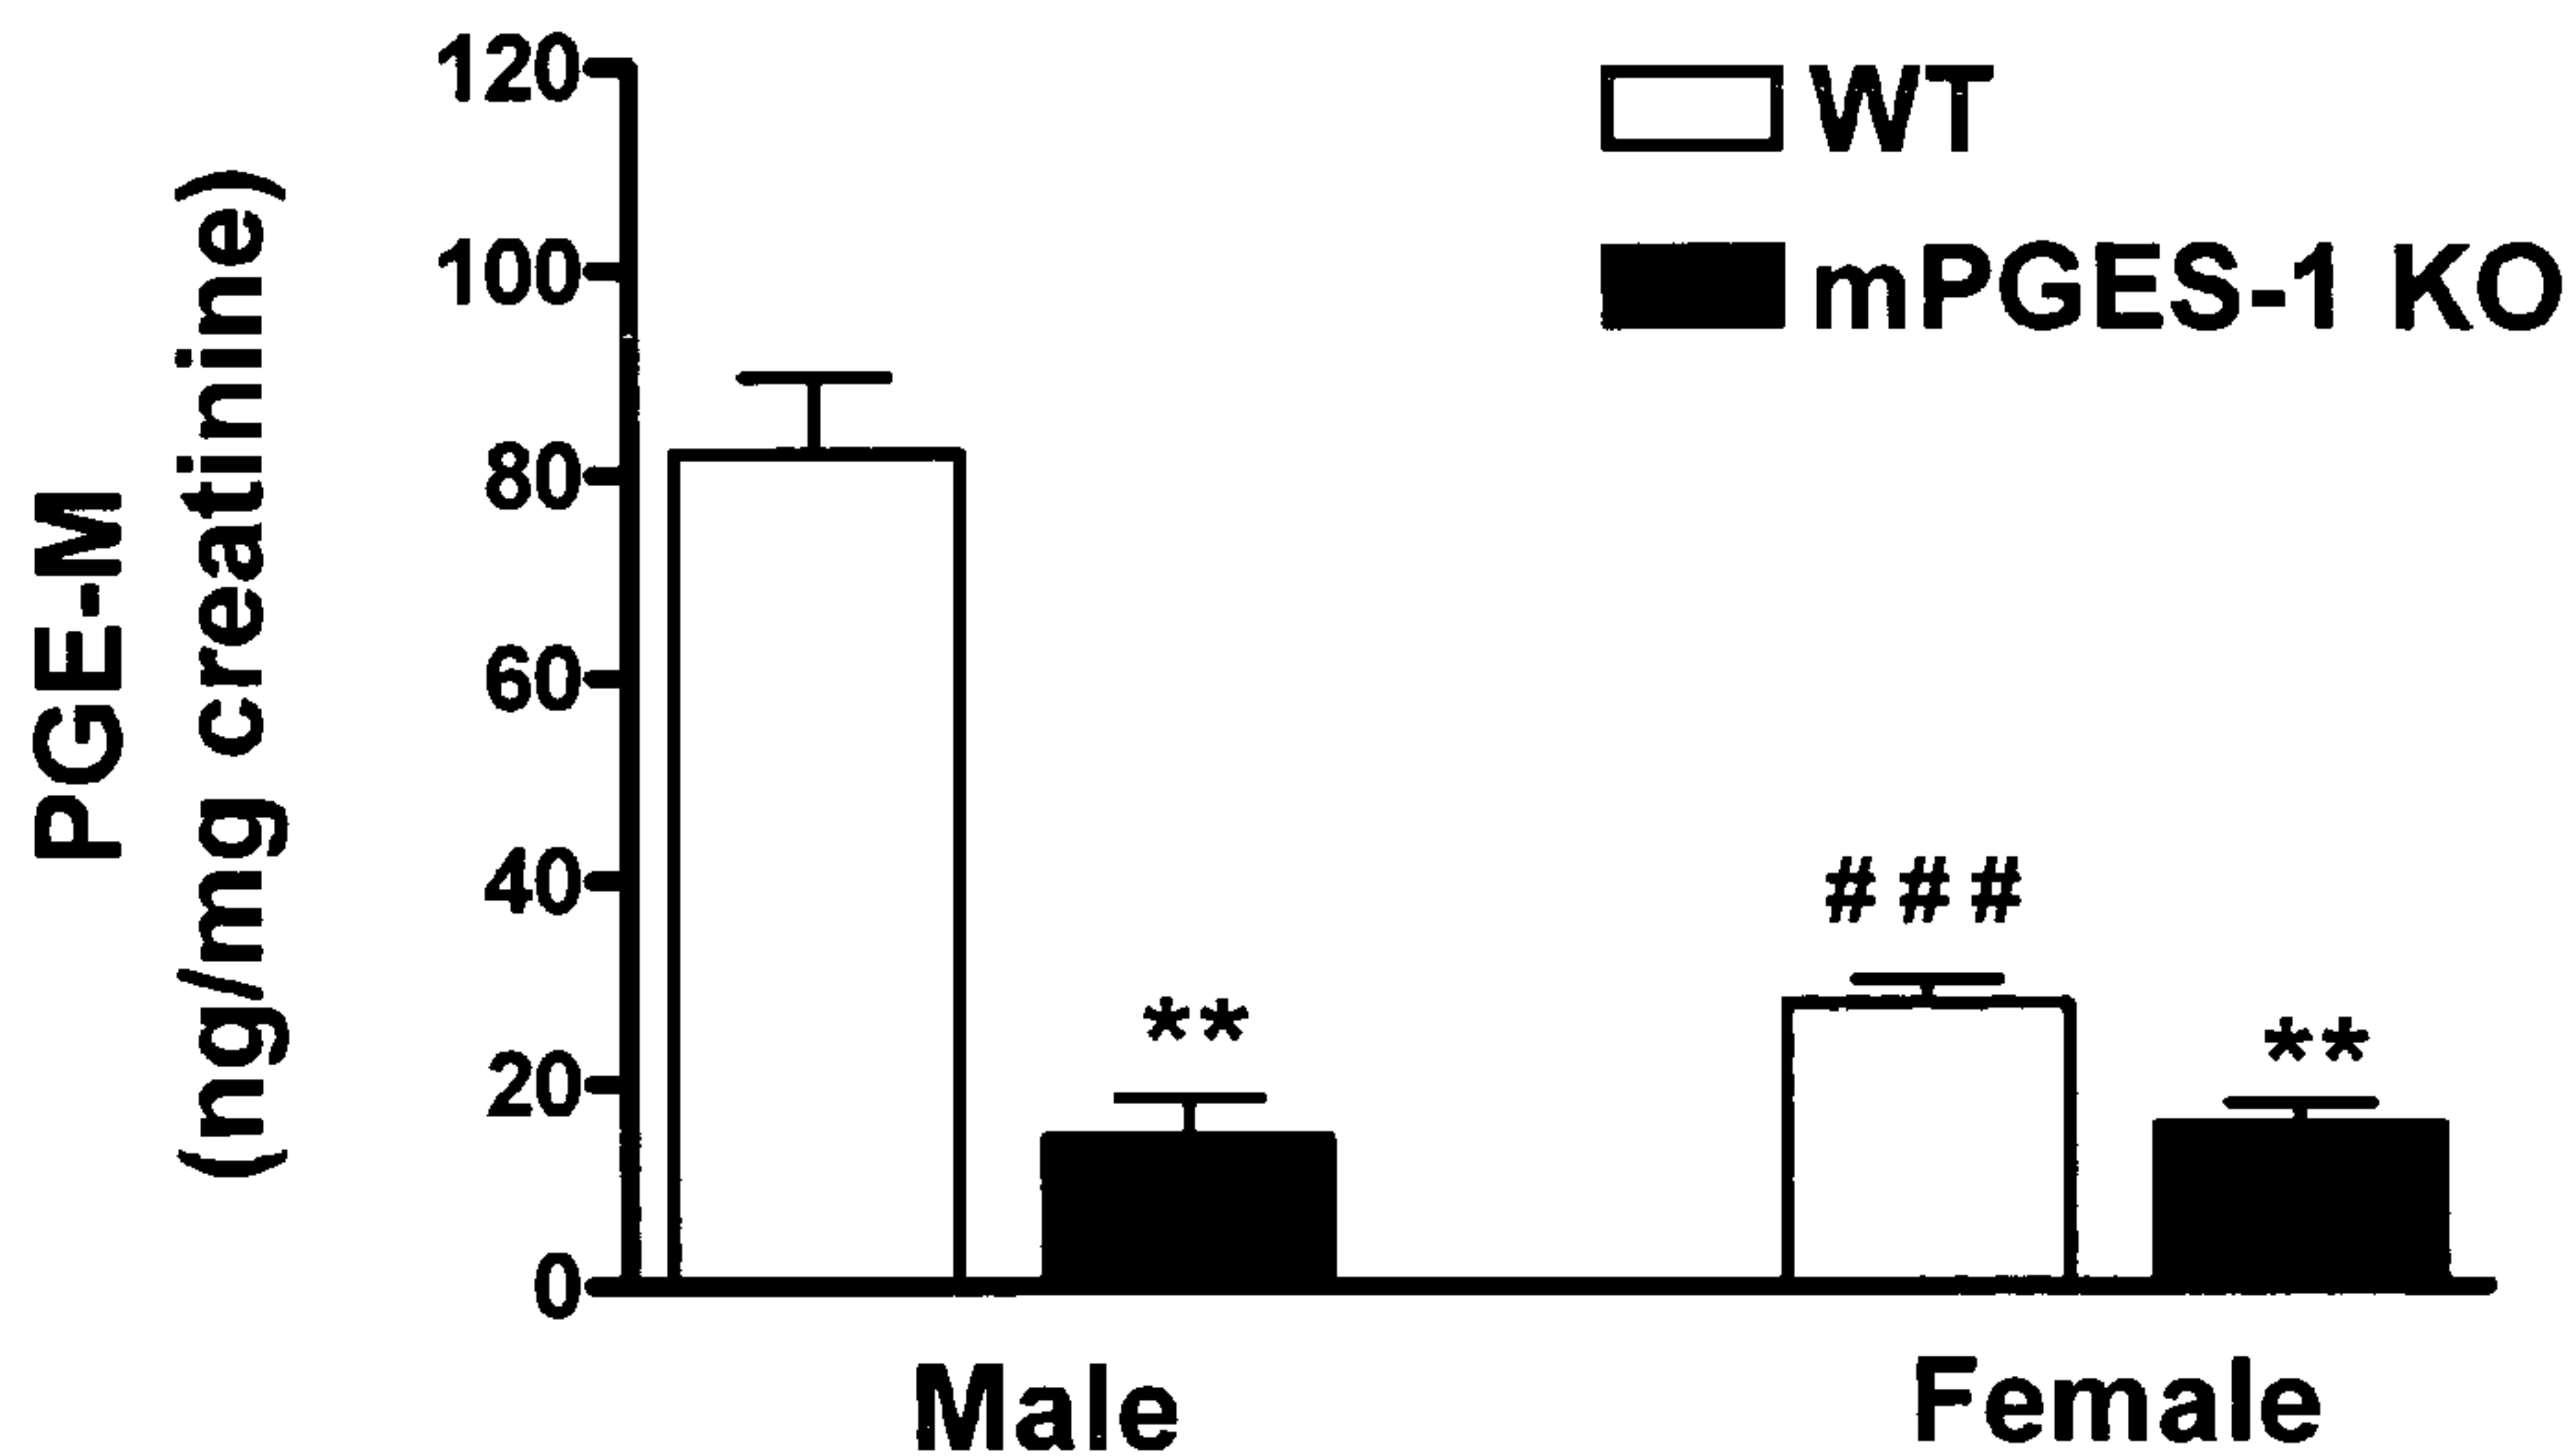 PGE-M
(ng/mg creatinine)
120
100
80
60
40
20
0
WT
mPGES-1 KO
**
###
**
Male
Female